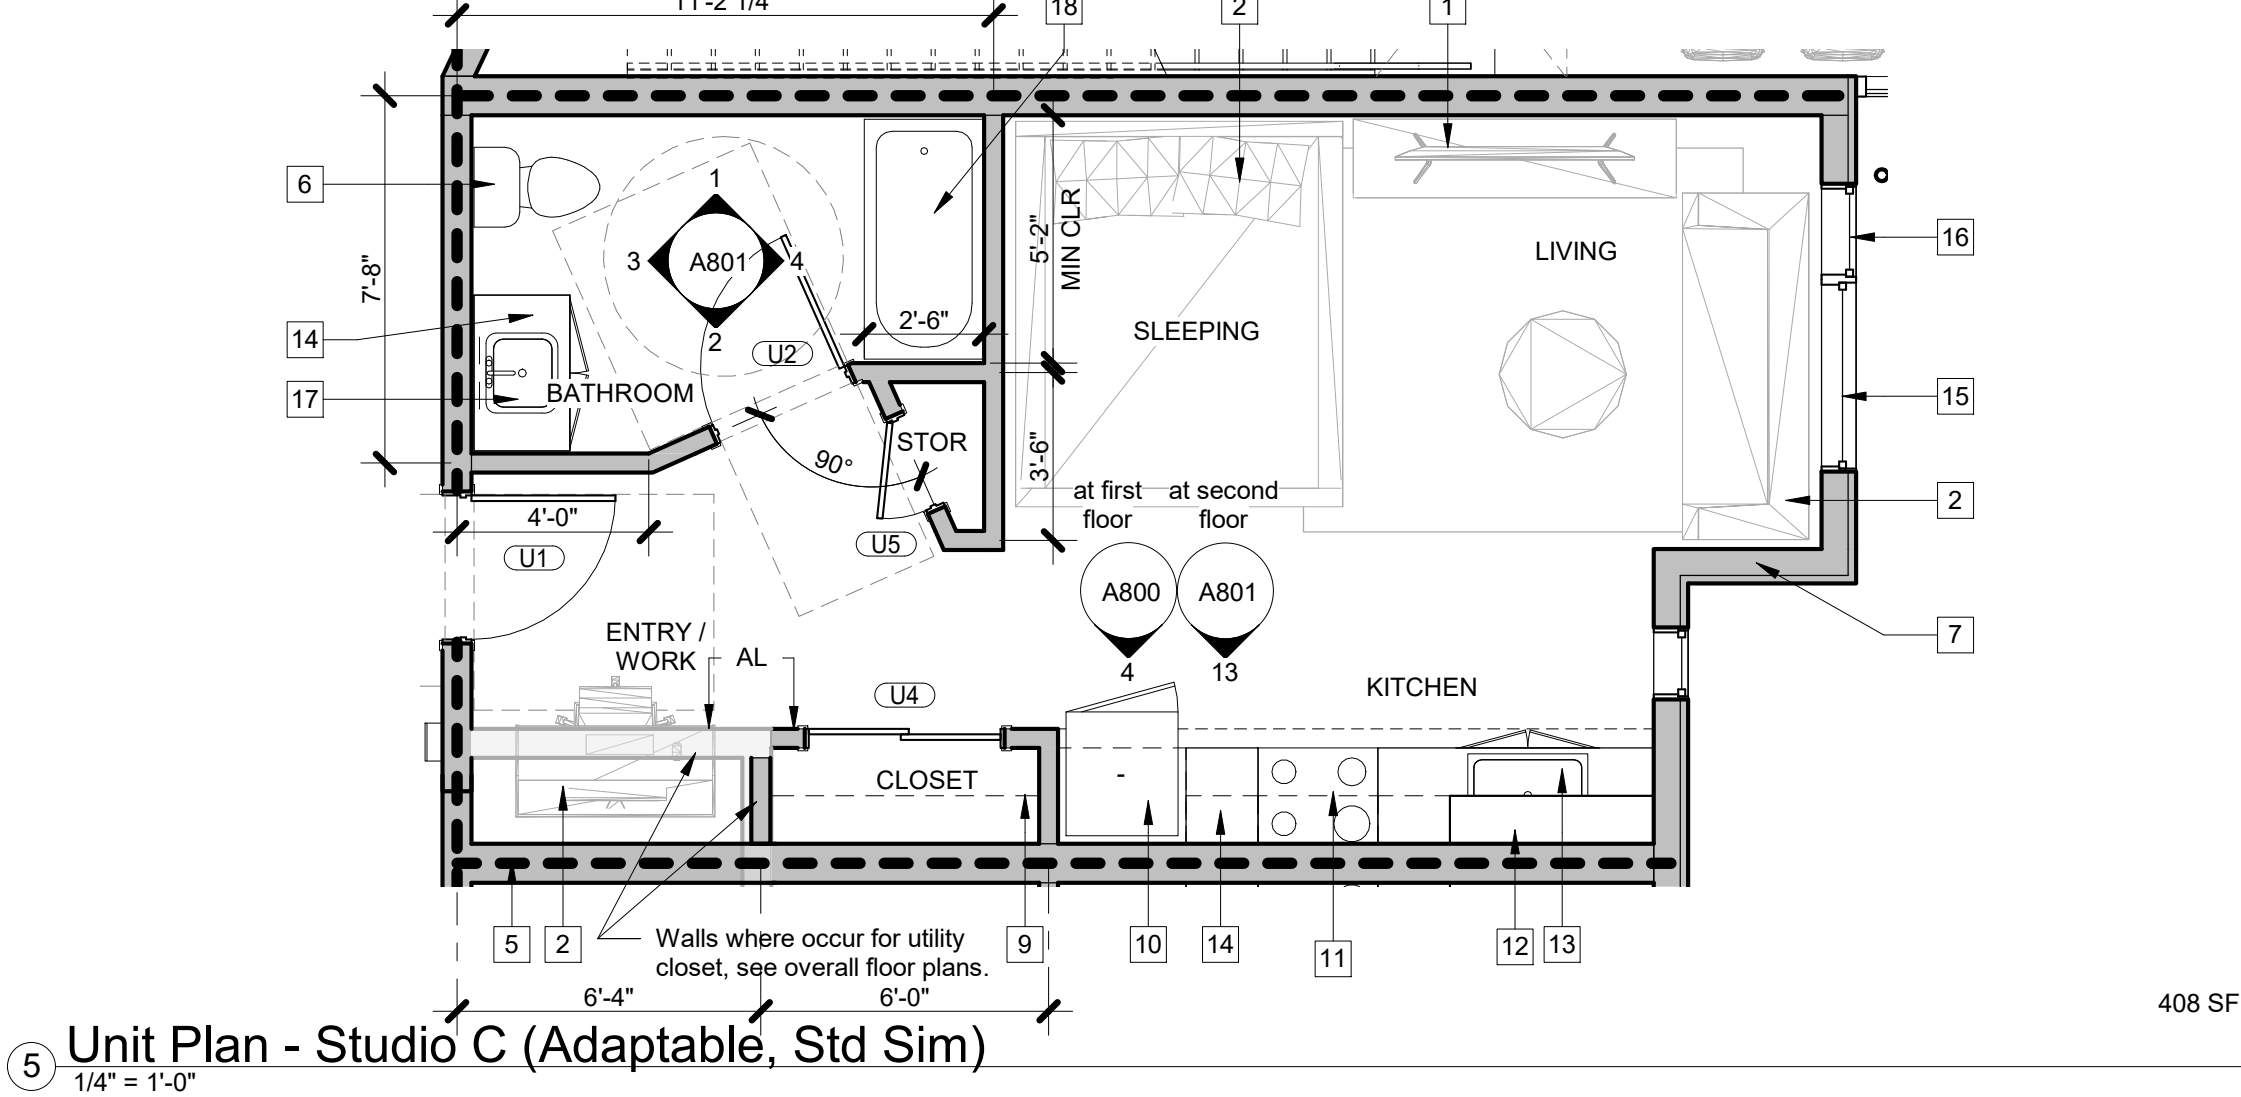 11'-2 1/4"
18
2
1
6
1
3
A801
4
2
7'-8"
5'-2"
MIN CLR
LIVING
16
14
2'-6"
U2
SLEEPING
17
BATHROOM
15
STOR
90°
3'-6"
at first
floor
at second
floor
2
4'-0"
U1
U5
A800
A801
4
13
7
ENTRY /
WORK
AL
U4
KITCHEN
CLOSET
-
5
2
Walls where occur for utility
closet, see overall floor plans.
9
10
14
11
12
13
6'-4"
6'-0"
408 SF
5
Unit Plan - Studio C (Adaptable, Std Sim)
1/4" = 1'-0"